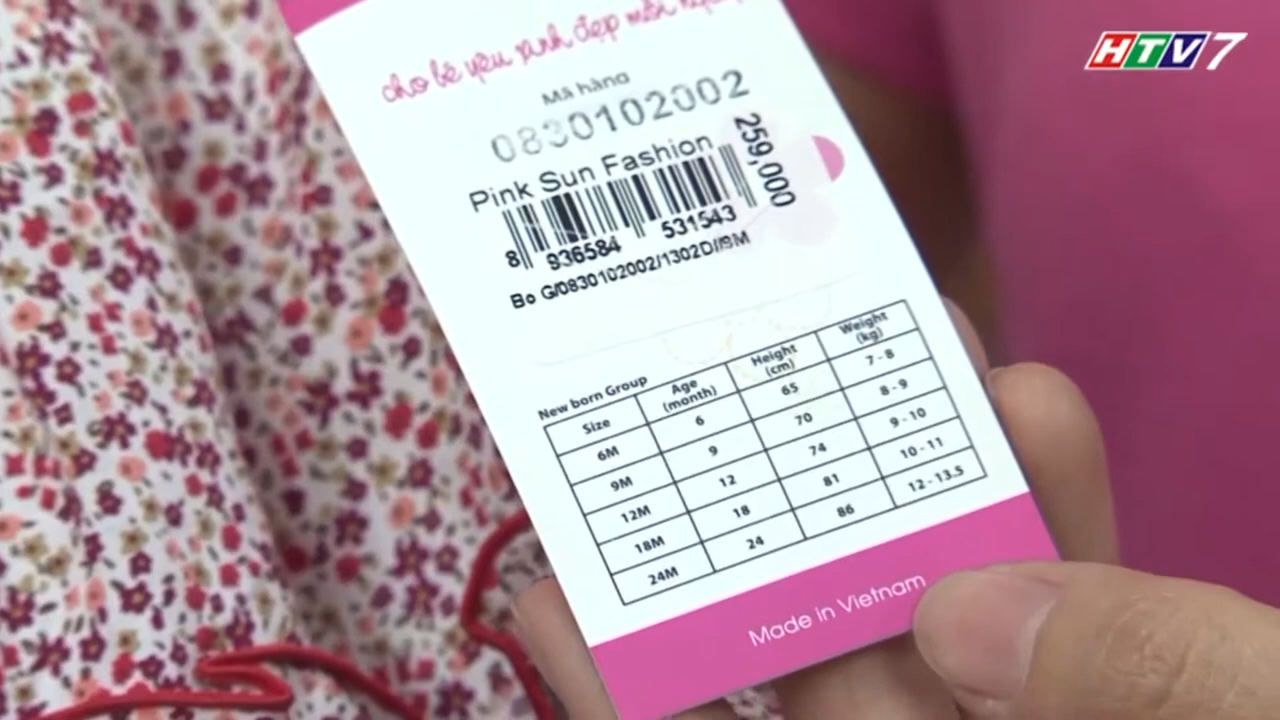 HTV7
cho bé yêu xinh đẹp mỗi ngày
Mã hàng
0830102002
Pink Sun Fashion
259,000
8 936584 531543
Bo G/0830102002/1302D//9M
New born Group
Size Age (month) Height (cm) Weight (kg)
6M 6 65 7 - 8
9M 9 70 8 - 9
12M 12 74 9 - 10
18M 18 81 10 - 11
24M 24 86 12 - 13.5
Made in Vietnam